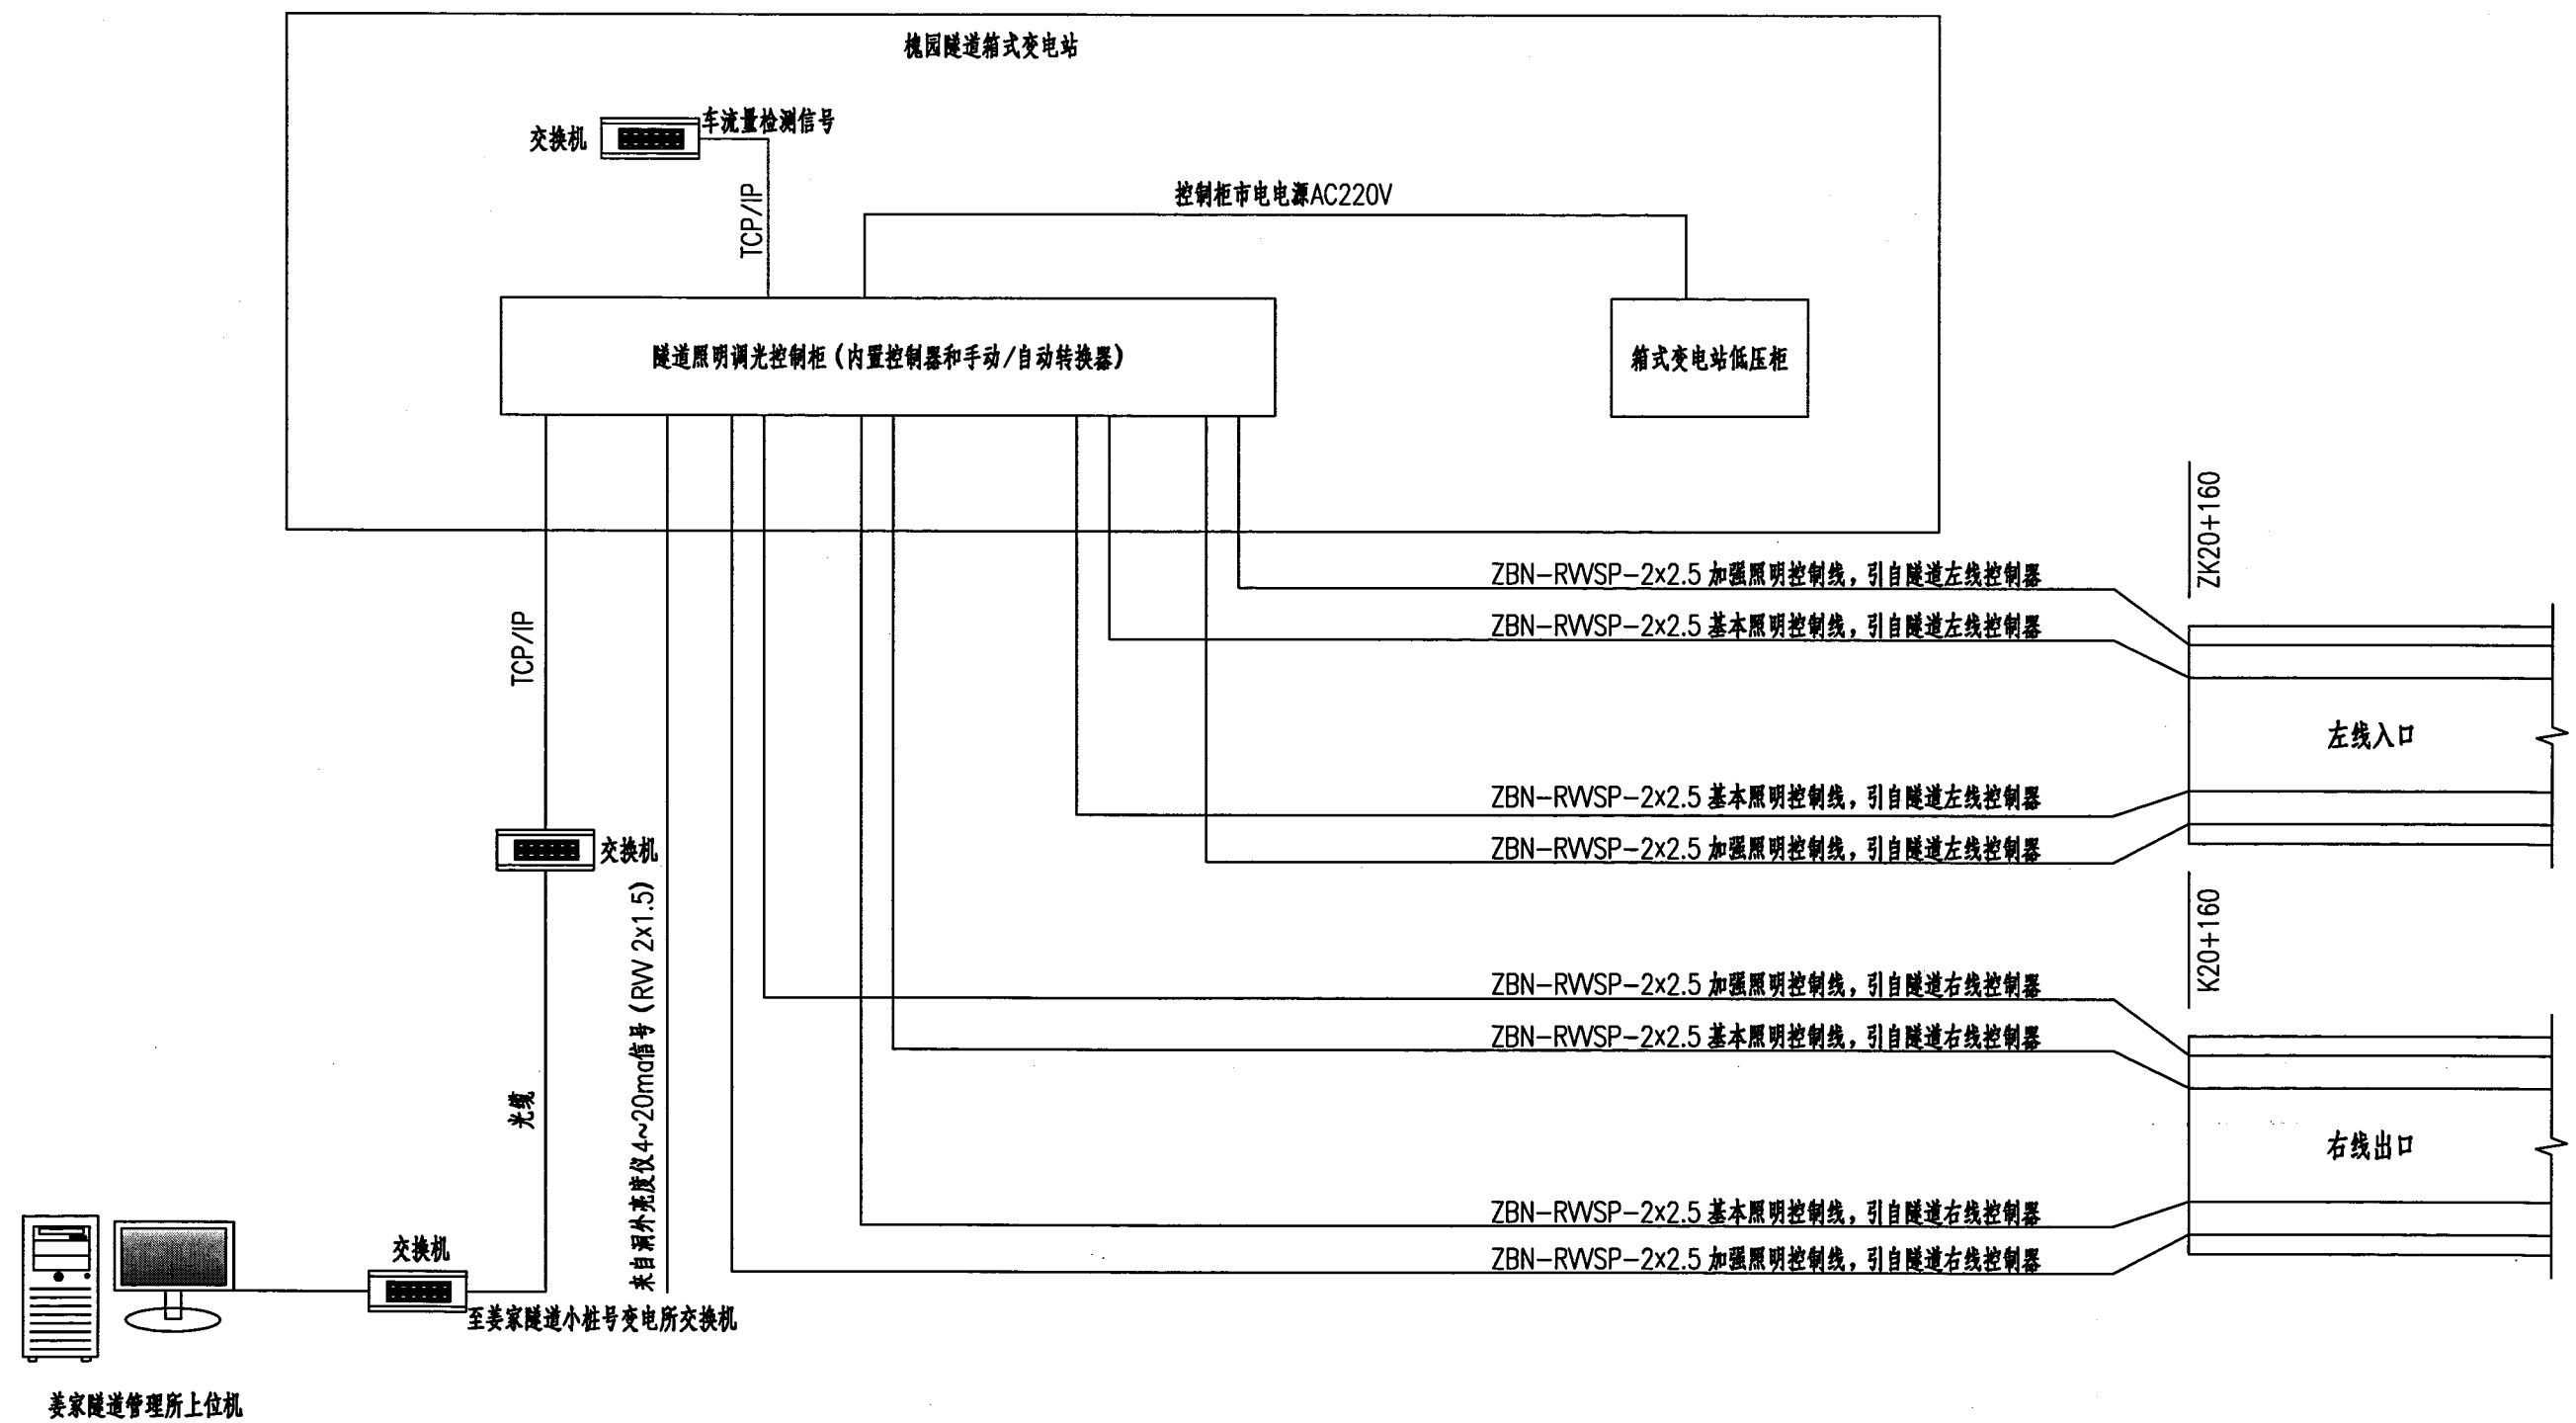 槐园隧道箱式变电站
车流量检测信号
交换机
TCP/IP
控制柜市电电源AC220V
隧道照明调光控制柜(内置控制器和手动/自动转换器)
箱式变电站低压柜
ZK20+160
ZBN-RVVSP-2x2.5 加强照明控制线,引自隧道左线控制器
ZBN-RVVSP-2x2.5 基本照明控制线,引自隧道左线控制器
TCP/IP
左线入口
ZBN-RVVSP-2x2.5 基本照明控制线,引自隧道左线控制器
ZBN-RVVSP-2x2.5 加强照明控制线,引自隧道左线控制器
交换机
K20+160
来自洞外亮度仪4~20ma信号(RVV 2x1.5)
ZBN-RVVSP-2x2.5 加强照明控制线,引自隧道右线控制器
ZBN-RVVSP-2x2.5 基本照明控制线,引自隧道右线控制器
光缆
右线出口
ZBN-RVVSP-2x2.5 基本照明控制线,引自隧道右线控制器
ZBN-RVVSP-2x2.5 加强照明控制线,引自隧道右线控制器
交换机
至姜家隧道小桩号变电所交换机
姜家隧道管理所上位机